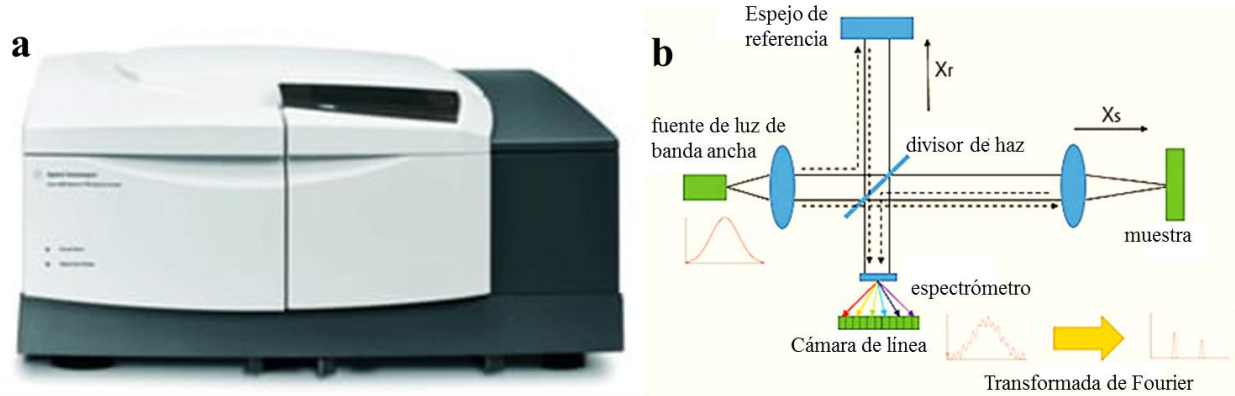 a
b
Espejo de
referencia
Xr
fuente de luz de
banda ancha
divisor de haz
Xs
muestra
espectrómetro
Cámara de línea
Transformada de Fourier